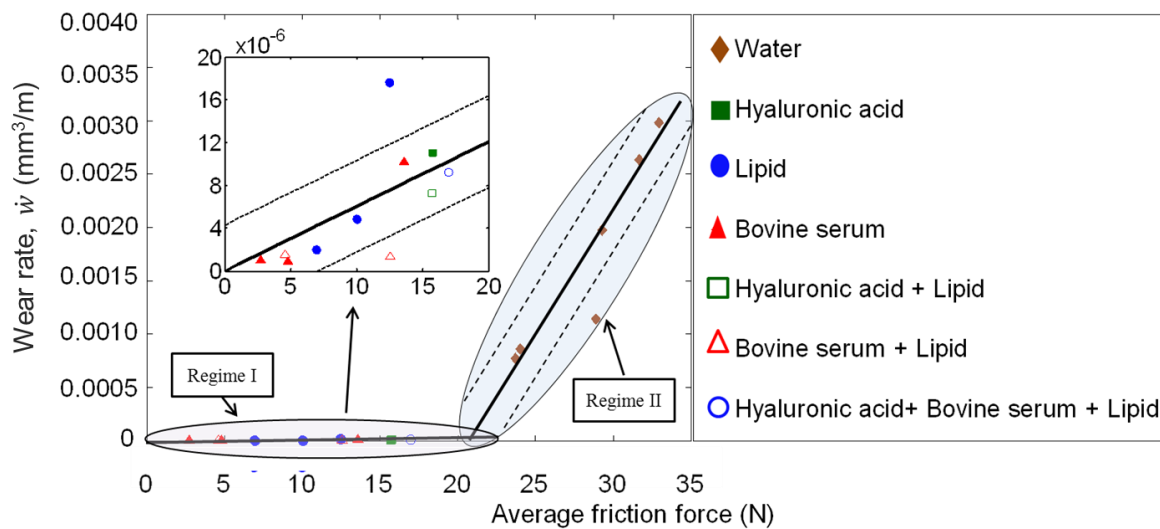 Wear rate, ẇ (mm³/m)
0.0040
0.0035
0.0030
0.0025
0.0020
0.0015
0.0010
0.0005
0
0 5 10 15 20 25 30 35
Average friction force (N)
x10⁻⁶
20
16
12
8
4
0
0 5 10 15 20
Regime I
Regime II
Water
Hyaluronic acid
Lipid
Bovine serum
Hyaluronic acid + Lipid
Bovine serum + Lipid
Hyaluronic acid+ Bovine serum + Lipid